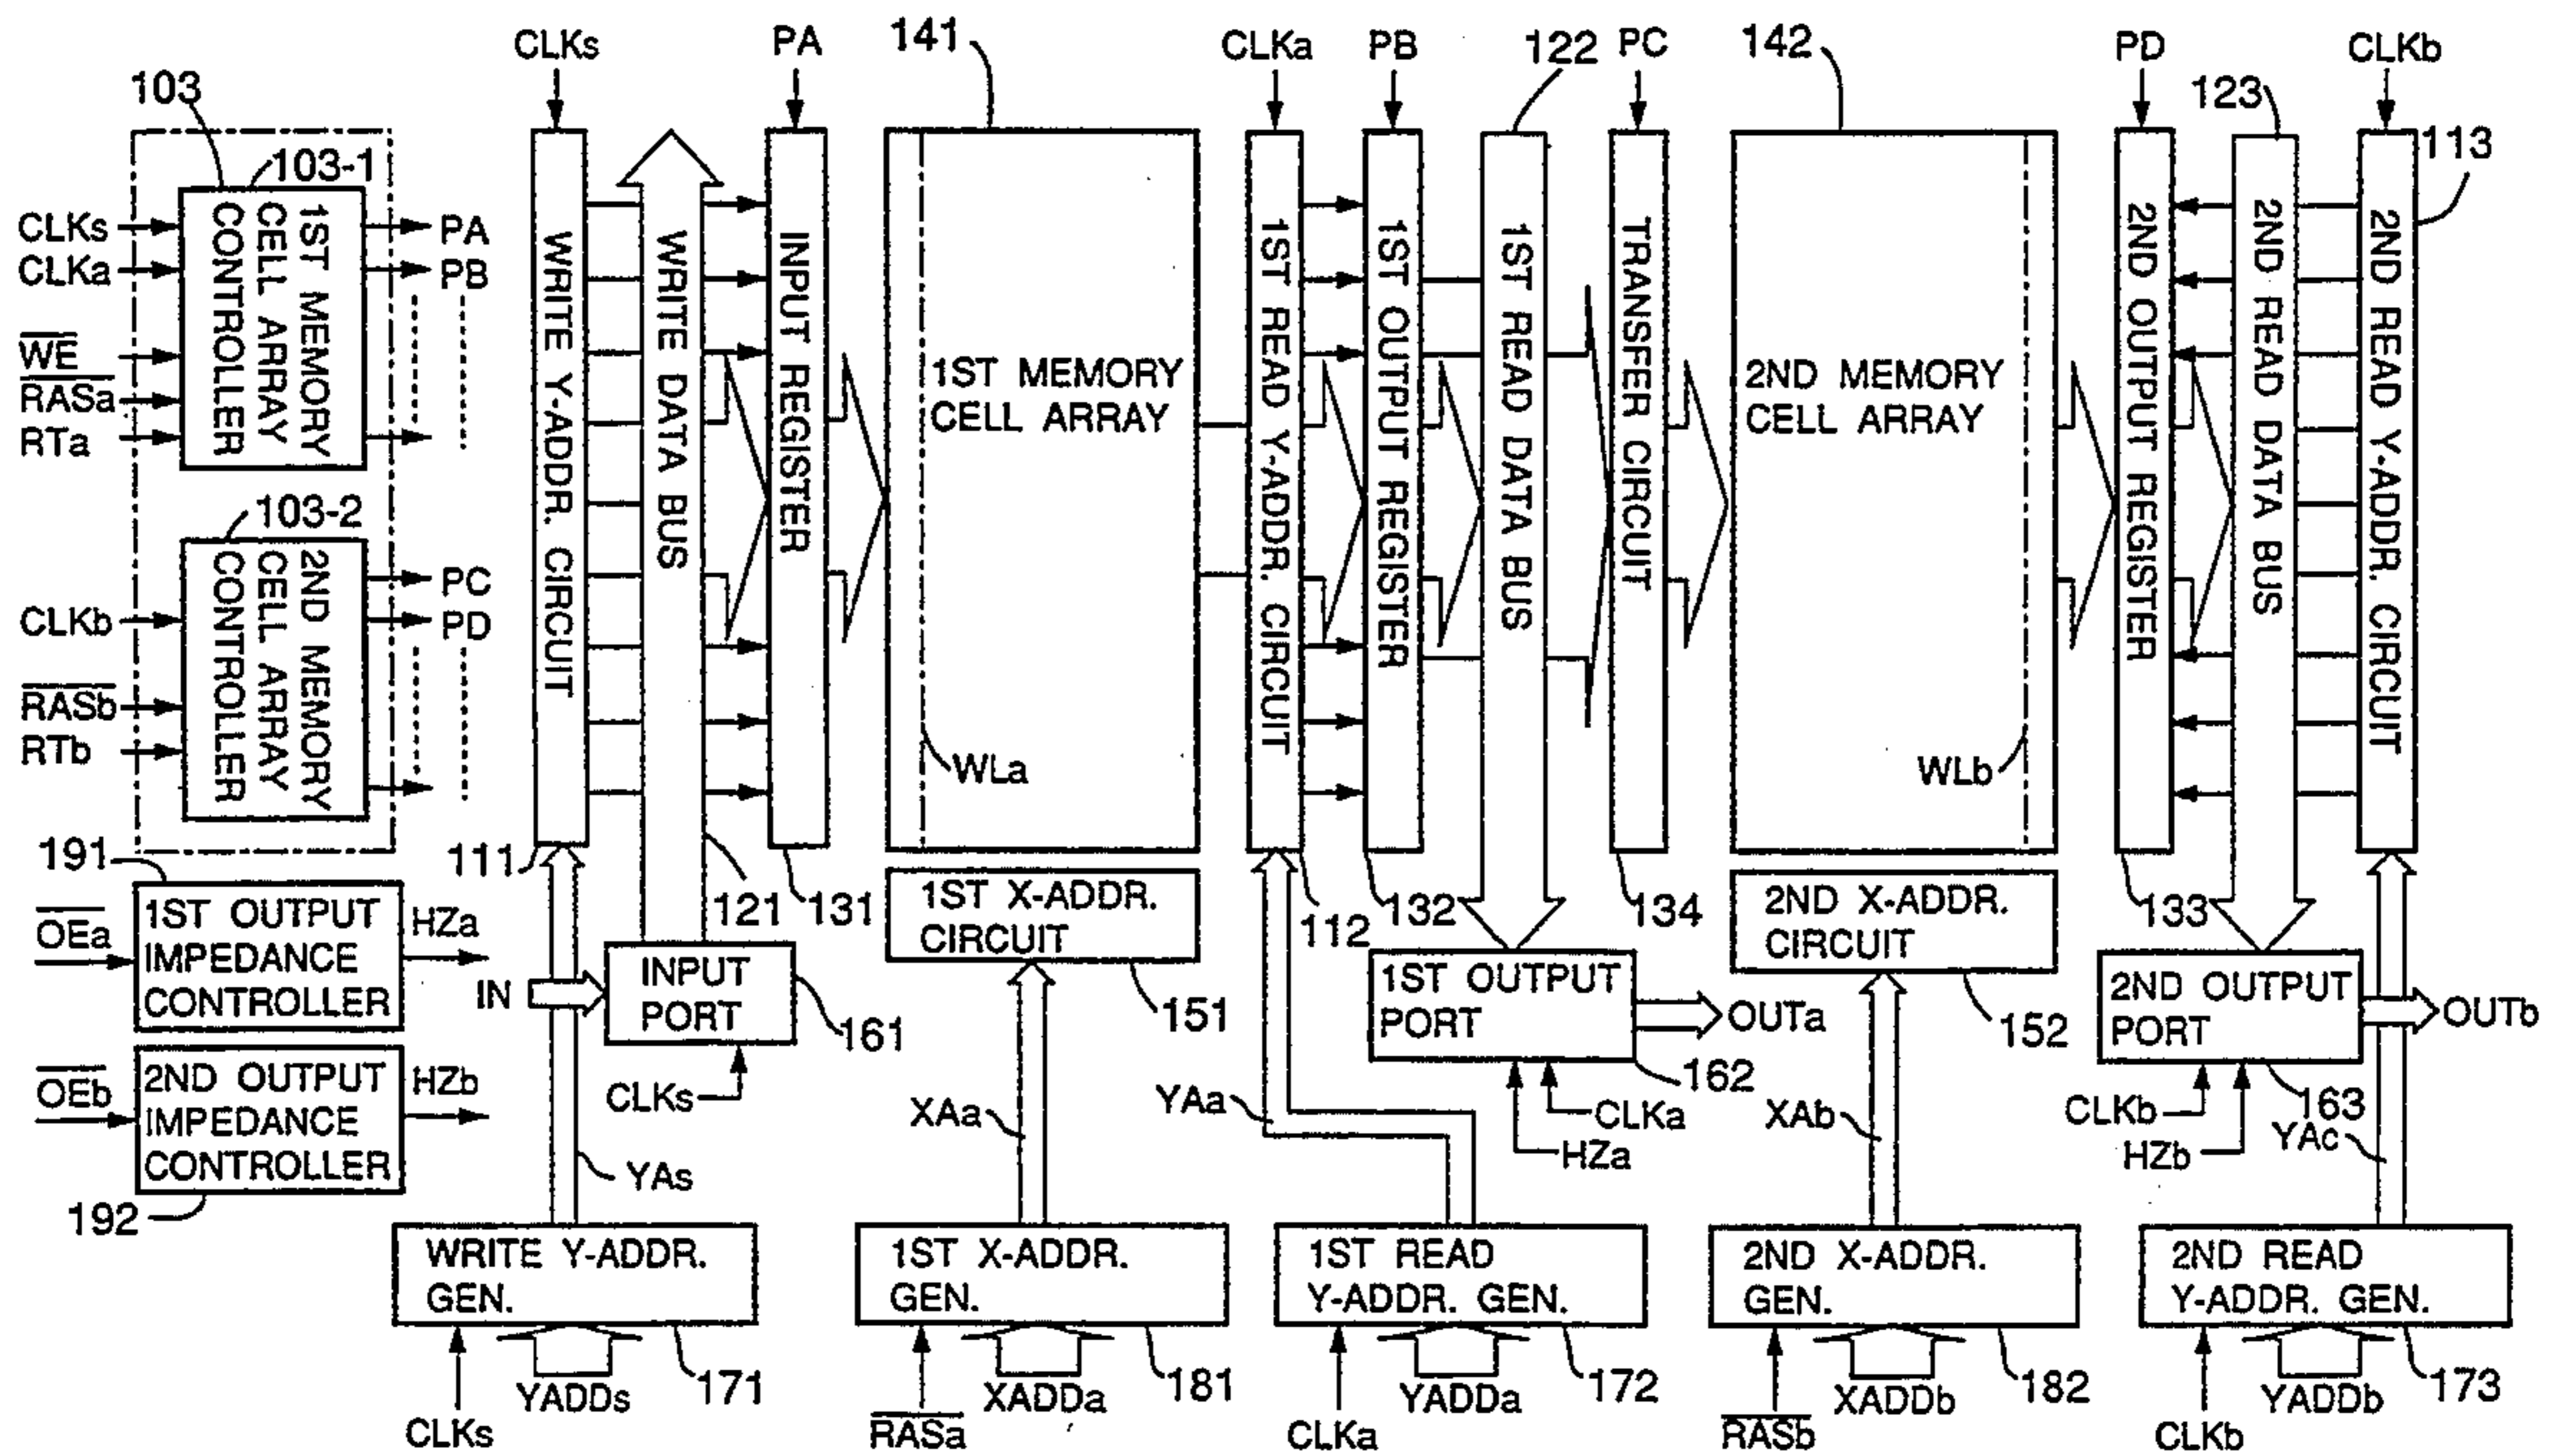 CLKs
PA
141
CLKa
PB
122
PC
142
PD
123
CLKb
113
103
103-1
1ST MEMORY
CELL ARRAY
CONTROLLER
CLKs
CLKa
W̅E̅
R̅A̅S̅a̅
RTa
PA
PB
103-2
2ND MEMORY
CELL ARRAY
CONTROLLER
CLKb
R̅A̅S̅b̅
RTb
PC
PD
WRITE Y-ADDR. CIRCUIT
WRITE DATA BUS
INPUT REGISTER
1ST MEMORY
CELL ARRAY
WLa
1ST READ Y-ADDR. CIRCUIT
1ST OUTPUT REGISTER
1ST READ DATA BUS
TRANSFER CIRCUIT
2ND MEMORY
CELL ARRAY
WLb
2ND OUTPUT REGISTER
2ND READ DATA BUS
2ND READ Y-ADDR. CIRCUIT
191
O̅E̅a̅
1ST OUTPUT
IMPEDANCE
CONTROLLER
HZa
O̅E̅b̅
2ND OUTPUT
IMPEDANCE
CONTROLLER
HZb
192
111
121
131
1ST X-ADDR.
CIRCUIT
151
112
132
134
2ND X-ADDR.
CIRCUIT
152
133
IN
INPUT
PORT
161
CLKs
1ST OUTPUT
PORT
OUTa
162
CLKa
HZa
2ND OUTPUT
PORT
OUTb
163
CLKb
HZb
YAs
XAa
YAa
XAb
YAc
WRITE Y-ADDR.
GEN.
1ST X-ADDR.
GEN.
1ST READ
Y-ADDR. GEN.
2ND X-ADDR.
GEN.
2ND READ
Y-ADDR. GEN.
CLKs
YADDs
171
R̅A̅S̅a̅
XADDa
181
CLKa
YADDa
172
R̅A̅S̅b̅
XADDb
182
CLKb
YADDb
173